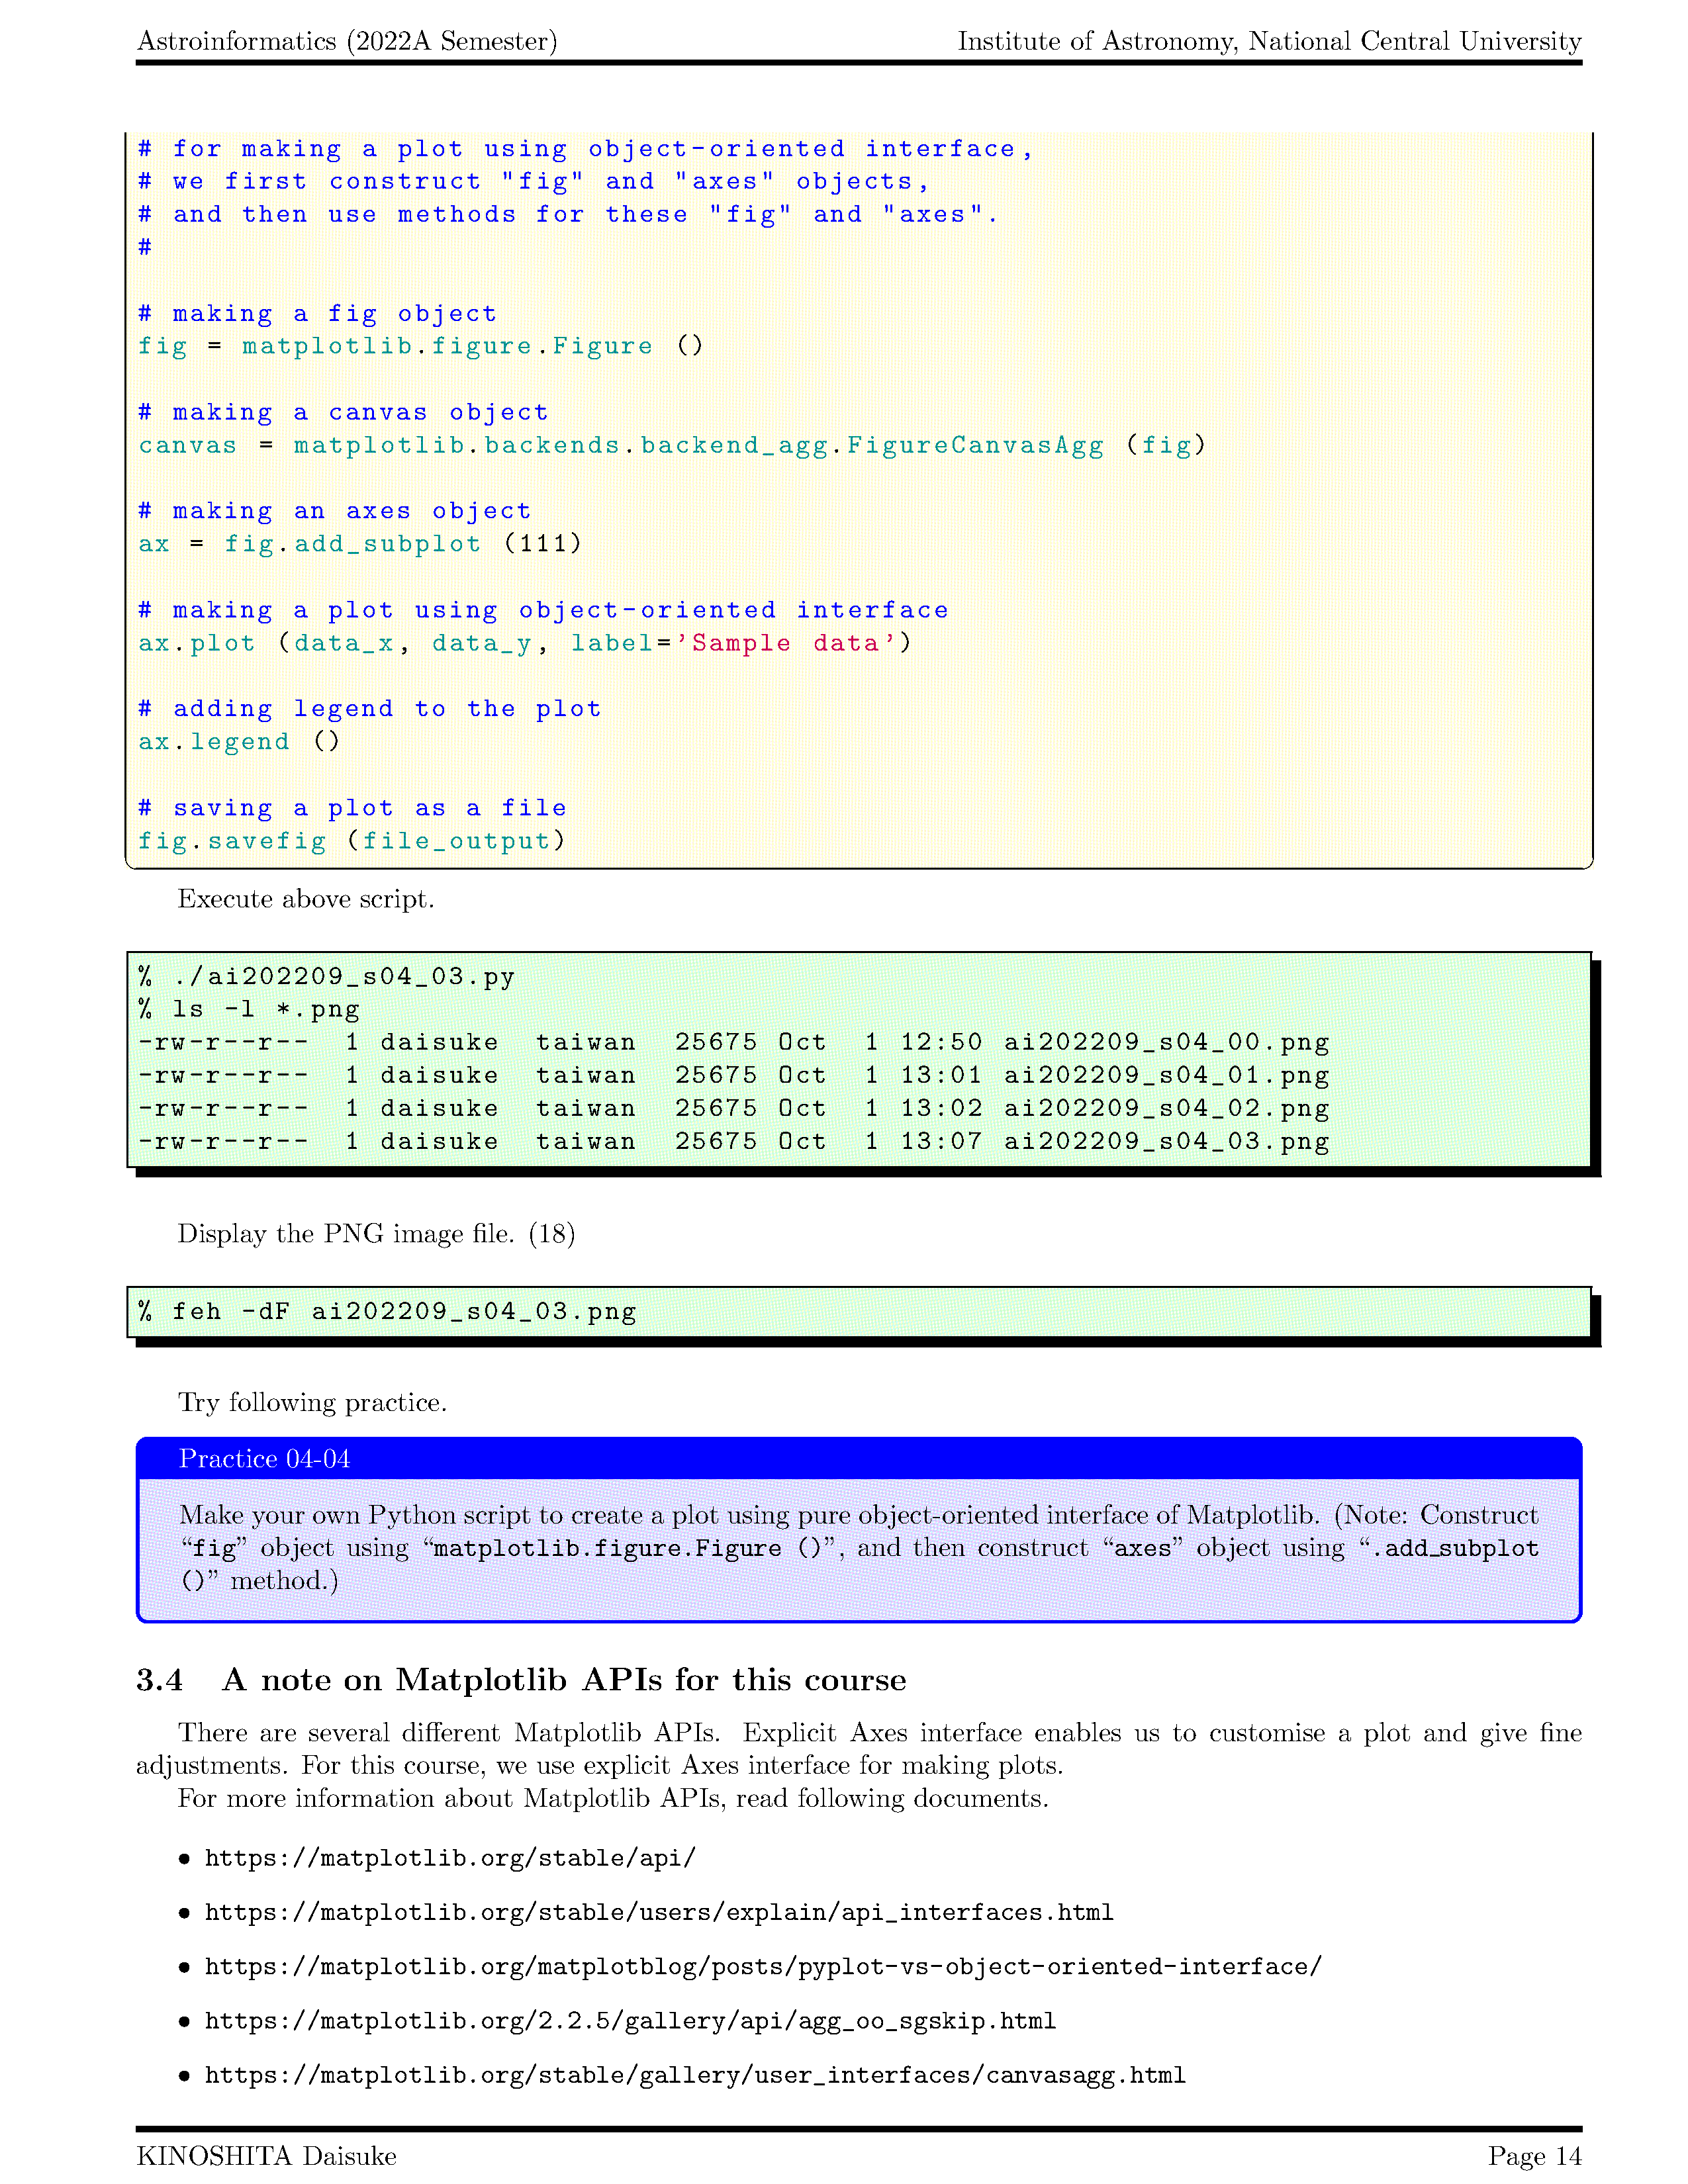 Astroinformatics (2022A Semester)
Institute of Astronomy, National Central University
# for making a plot using object-oriented interface,
# we first construct "fig" and "axes" objects,
# and then use methods for these "fig" and "axes".
#
# making a fig object
fig = matplotlib.figure.Figure ()
# making a canvas object
canvas = matplotlib.backends.backend_agg.FigureCanvasAgg (fig)
# making an axes object
ax = fig.add_subplot (111)
# making a plot using object-oriented interface
ax.plot (data_x, data_y, label='Sample data')
# adding legend to the plot
ax.legend ()
# saving a plot as a file
fig.savefig (file_output)
Execute above script.
% ./ai202209_s04_03.py
% ls -l *.png
-rw-r--r--  1 daisuke  taiwan  25675 Oct  1 12:50 ai202209_s04_00.png
-rw-r--r--  1 daisuke  taiwan  25675 Oct  1 13:01 ai202209_s04_01.png
-rw-r--r--  1 daisuke  taiwan  25675 Oct  1 13:02 ai202209_s04_02.png
-rw-r--r--  1 daisuke  taiwan  25675 Oct  1 13:07 ai202209_s04_03.png
Display the PNG image file. (18)
% feh -dF ai202209_s04_03.png
Try following practice.
Practice 04-04
Make your own Python script to create a plot using pure object-oriented interface of Matplotlib. (Note: Construct
“fig” object using “matplotlib.figure.Figure ()”, and then construct “axes” object using “.add_subplot
()” method.)
3.4 A note on Matplotlib APIs for this course
There are several different Matplotlib APIs. Explicit Axes interface enables us to customise a plot and give fine
adjustments. For this course, we use explicit Axes interface for making plots.
For more information about Matplotlib APIs, read following documents.
• https://matplotlib.org/stable/api/
• https://matplotlib.org/stable/users/explain/api_interfaces.html
• https://matplotlib.org/matplotblog/posts/pyplot-vs-object-oriented-interface/
• https://matplotlib.org/2.2.5/gallery/api/agg_oo_sgskip.html
• https://matplotlib.org/stable/gallery/user_interfaces/canvasagg.html
KINOSHITA Daisuke
Page 14